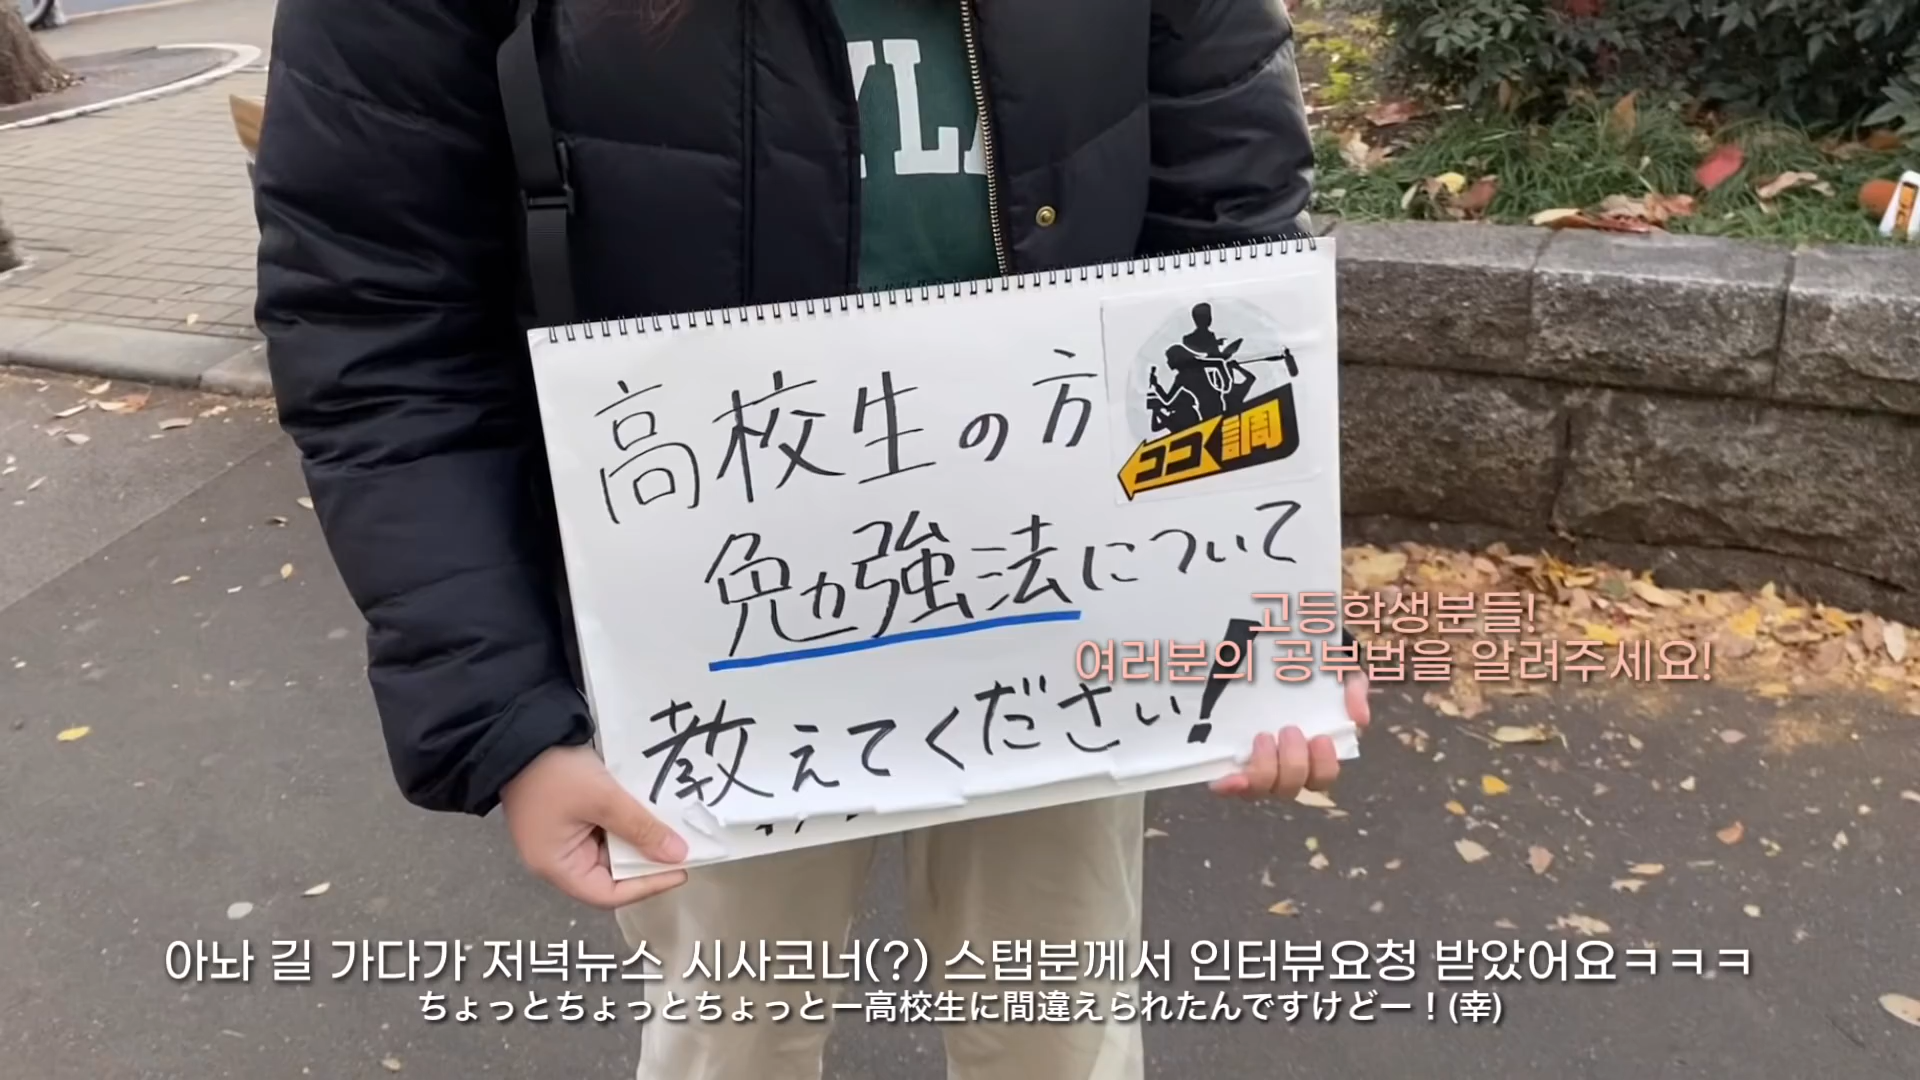 高校生の方
ココ調
勉強法について
教えてください!
고등학생분들!
여러분의 공부법을 알려주세요!
아놔 길 가다가 저녁뉴스 시사코너(?) 스탭분께서 인터뷰요청 받았어요ㅋㅋㅋ
ちょっとちょっとちょっとー高校生に間違えられたんですけどー！(幸)